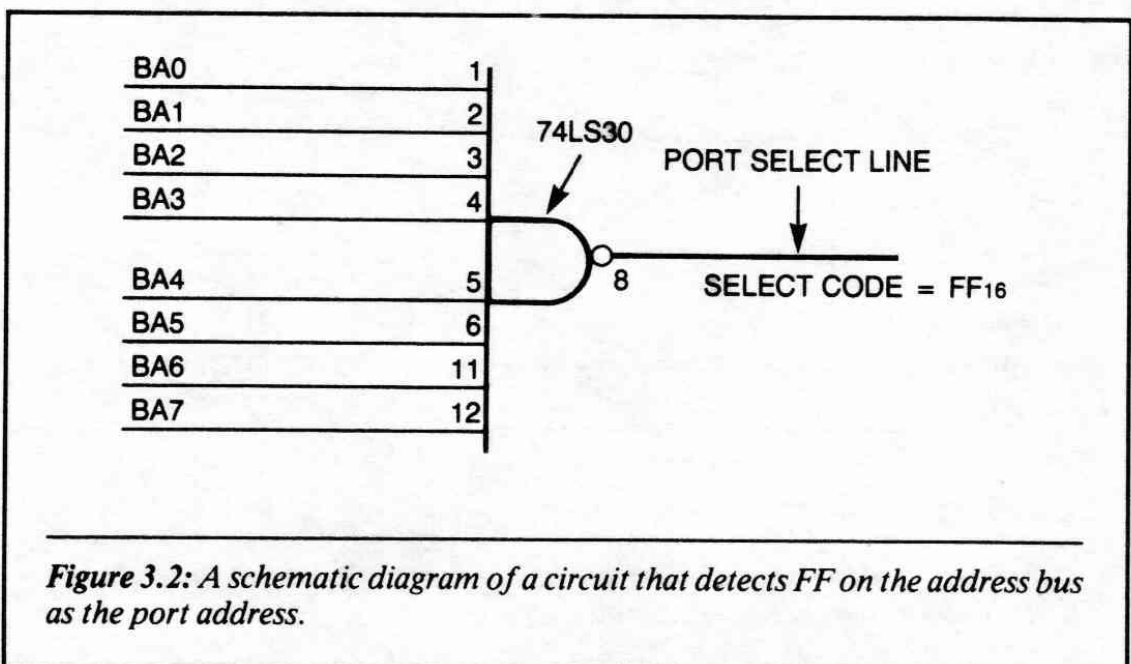 BA0 1
BA1 2
BA2 3
BA3 4
BA4 5
BA5 6
BA6 11
BA7 12
74LS30
PORT SELECT LINE
8
SELECT CODE = FF16
Figure 3.2: A schematic diagram of a circuit that detects FF on the address bus
as the port address.